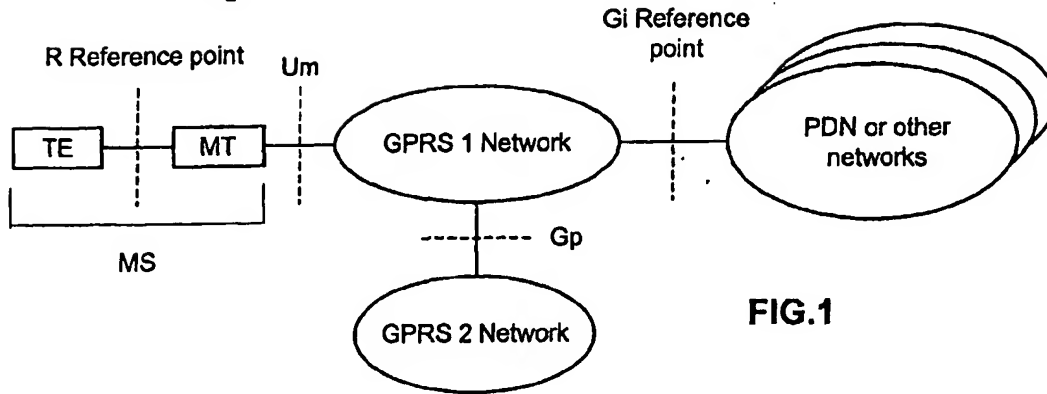 Gi Reference
point
R Reference point
Um
TE
MT
GPRS 1 Network
PDN or other
networks
MS
Gp
GPRS 2 Network
FIG.1